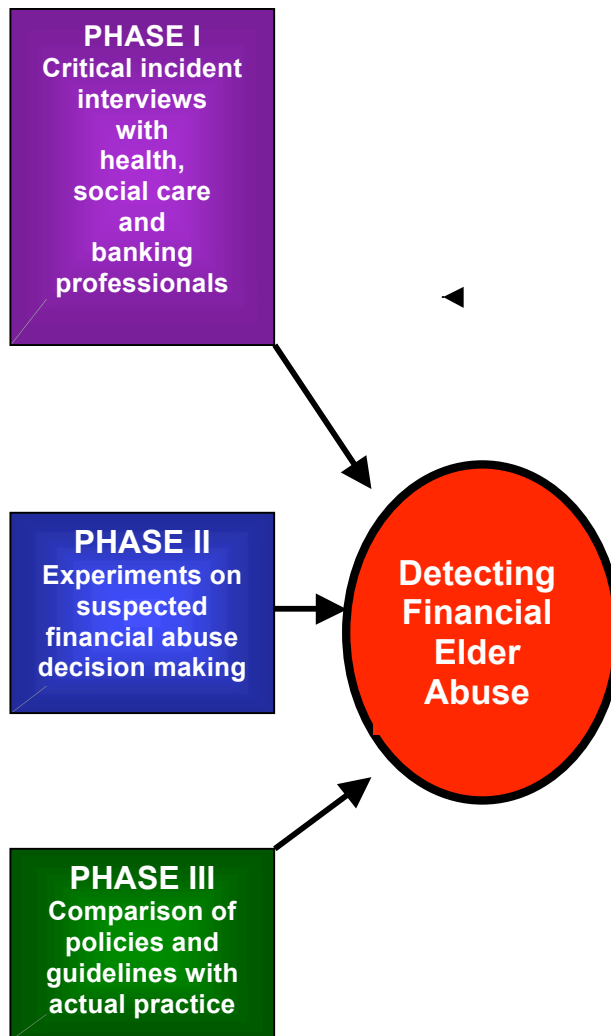 PHASE I
Critical incident
interviews
with
health,
social care
and
banking
professionals
PHASE II
Experiments on
suspected
financial abuse
decision making
Detecting
Financial
Elder
Abuse
PHASE III
Comparison of
policies and
guidelines with
actual practice